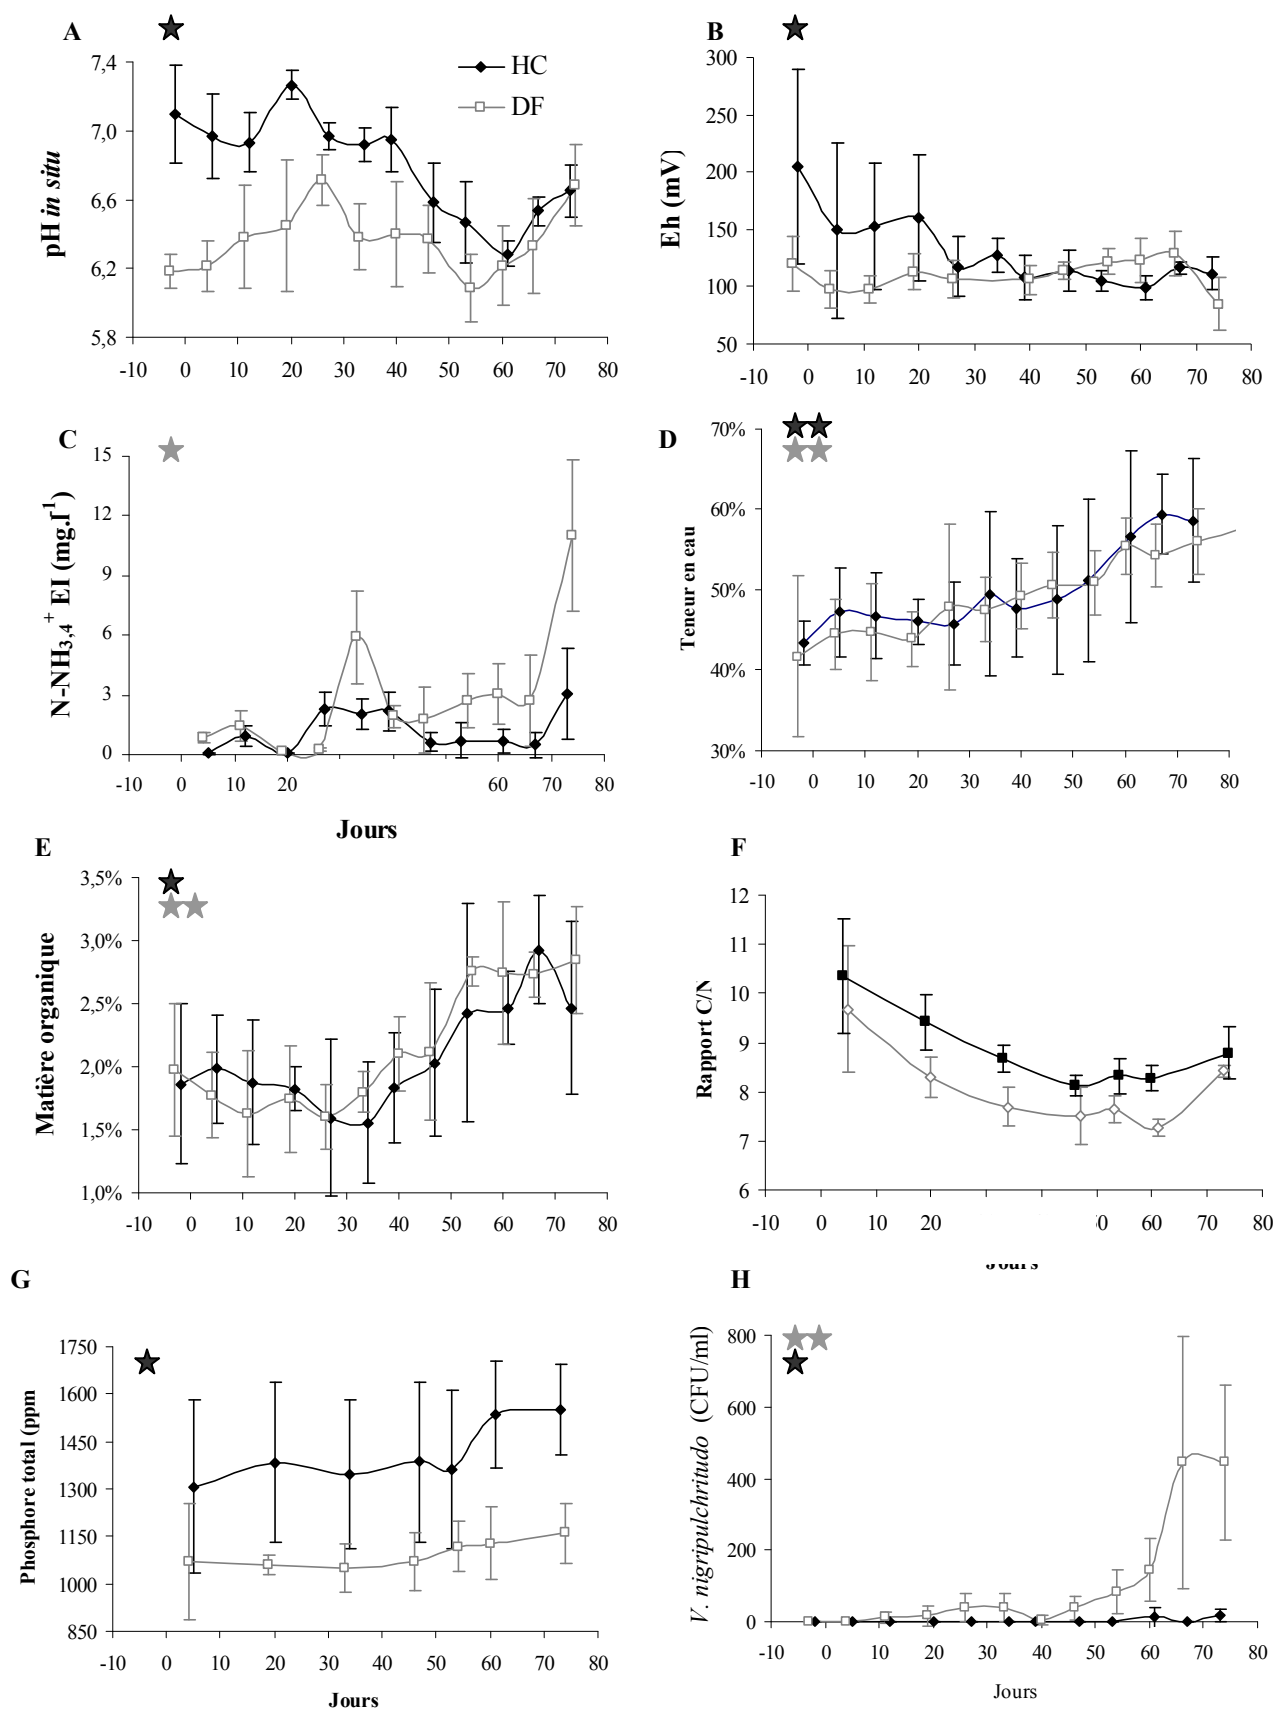 A
7,4
7,0
6,6
6,2
5,8
pH in situ
-10 0 10 20 30 40 50 60 70 80
HC
DF
B
300
250
200
150
100
50
Eh (mV)
-10 0 10 20 30 40 50 60 70 80
C
15
12
9
6
3
0
N-NH3,4+ EI (mg.l1)
-10 0 10 20 70 80
Jours
D
70%
60%
50%
40%
30%
Teneur en eau
-10 0 10 20 30 40 50 60 70 80
E
3,5%
3,0%
2,5%
2,0%
1,5%
1,0%
Matière organique
-10 0 10 20 30 40 50 60 70 80
F
12
11
10
9
8
7
6
Rapport C/N
-10 0 10 20 60 70 80
Jours
G
1750
1600
1450
1300
1150
1000
850
Phosphore total (ppm
-10 0 10 20 30 40 50 60 70 80
Jours
H
800
600
400
200
0
V. nigripulchritudo (CFU/ml)
-10 0 10 20 30 40 50 60 70 80
Jours